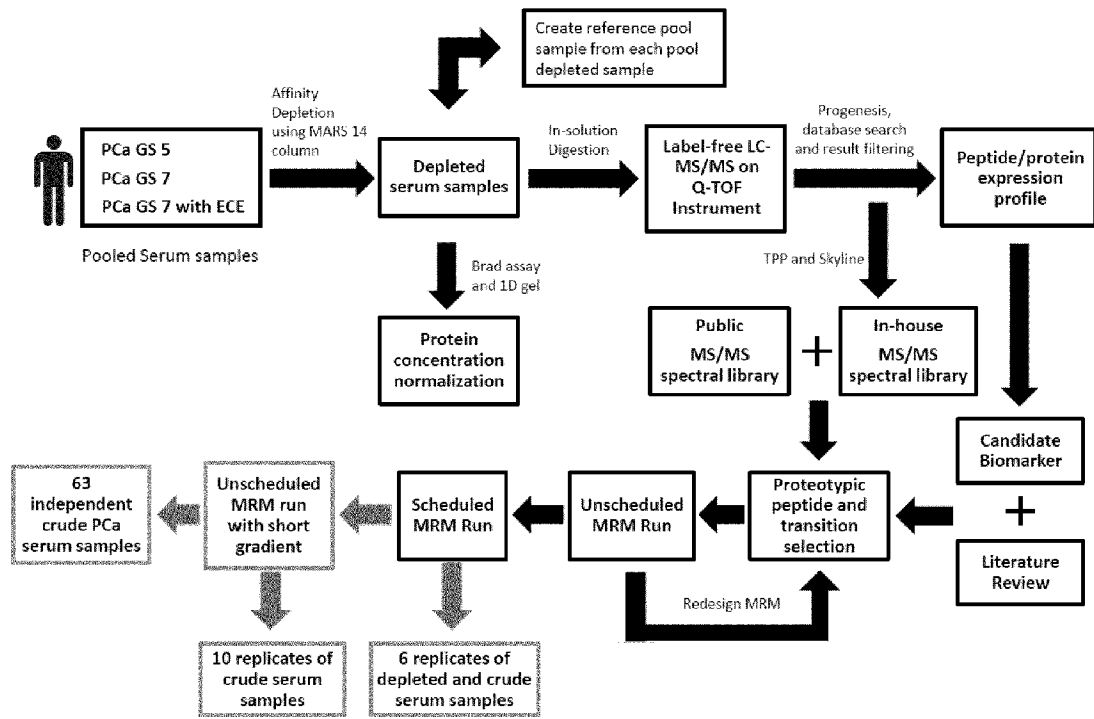 Create reference pool
sample from each pool
depleted sample
Affinity
Depletion
using MARS 14
column
PCa GS 5
PCa GS 7
PCa GS 7 with ECE
Pooled Serum samples
Depleted
serum samples
In-solution
Digestion
Label-free LC-
MS/MS on
Q-TOF
Instrument
Progenesis,
database search
and result filtering
Peptide/protein
expression
profile
Brad assay
and 1D gel
Protein
concentration
normalization
TPP and Skyline
Public
MS/MS
spectral library
+
In-house
MS/MS
spectral library
Candidate
Biomarker
+
Literature
Review
Proteotypic
peptide and
transition
selection
Unscheduled
MRM Run
Redesign MRM
Scheduled
MRM Run
Unscheduled
MRM run
with short
gradient
63
independent
crude PCa
serum samples
10 replicates of
crude serum
samples
6 replicates of
depleted and crude
serum samples